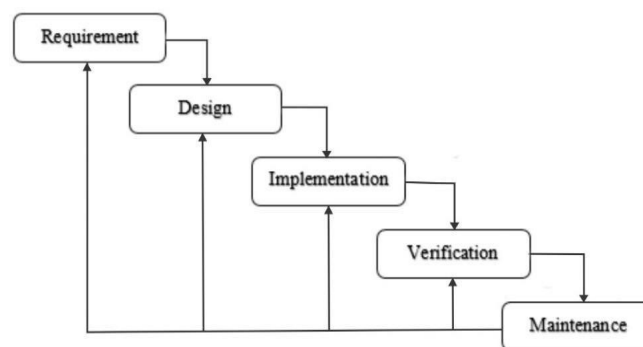 Requirement
Design
Implementation
Verification
Maintenance